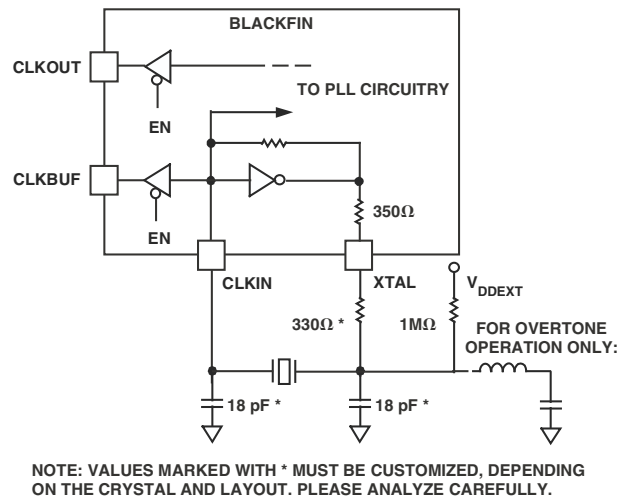 BLACKFIN
CLKOUT
TO PLL CIRCUITRY
EN
CLKBUF
EN
350Ω
CLKIN
XTAL
VDDEXT
330Ω *
1MΩ
FOR OVERTONE
OPERATION ONLY:
18 pF *
18 pF *
NOTE: VALUES MARKED WITH * MUST BE CUSTOMIZED, DEPENDING
ON THE CRYSTAL AND LAYOUT. PLEASE ANALYZE CAREFULLY.